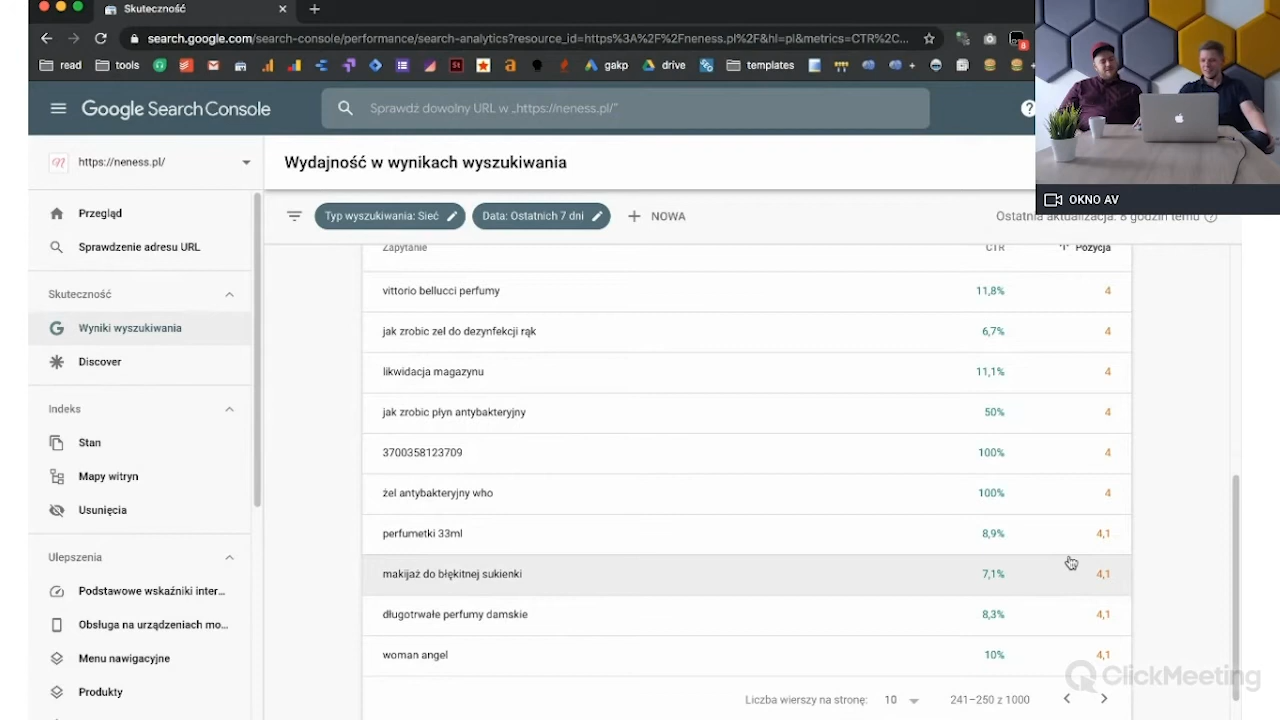 Skuteczność
search.google.com/search-console/performance/search-analytics?resource_id=https%3A%2F%2Fneness.pl%2F&hl=pl&metrics=CTR%2C...
read tools gakp drive templates
Google Search Console
Sprawdź dowolny URL w „https://neness.pl/”
https://neness.pl/
Wydajność w wynikach wyszukiwania
OKNO AV
Typ wyszukiwania: Sieć
Data: Ostatnich 7 dni
NOWA
Ostatnia aktualizacja: 8 godzin temu
Przegląd
Sprawdzenie adresu URL
Skuteczność
Wyniki wyszukiwania
Discover
Indeks
Stan
Mapy witryn
Usunięcia
Ulepszenia
Podstawowe wskaźniki inter...
Obsługa na urządzeniach mo...
Menu nawigacyjne
Produkty
Zapytanie CTR Pozycja
vittorio bellucci perfumy 11,8% 4
jak zrobic zel do dezynfekcji rąk 6,7% 4
likwidacja magazynu 11,1% 4
jak zrobic płyn antybakteryjny 50% 4
3700358123709 100% 4
żel antybakteryjny who 100% 4
perfumetki 33ml 8,9% 4,1
makijaż do błękitnej sukienki 7,1% 4,1
długotrwałe perfumy damskie 8,3% 4,1
woman angel 10% 4,1
Liczba wierszy na stronę: 10 241–250 z 1000
ClickMeeting